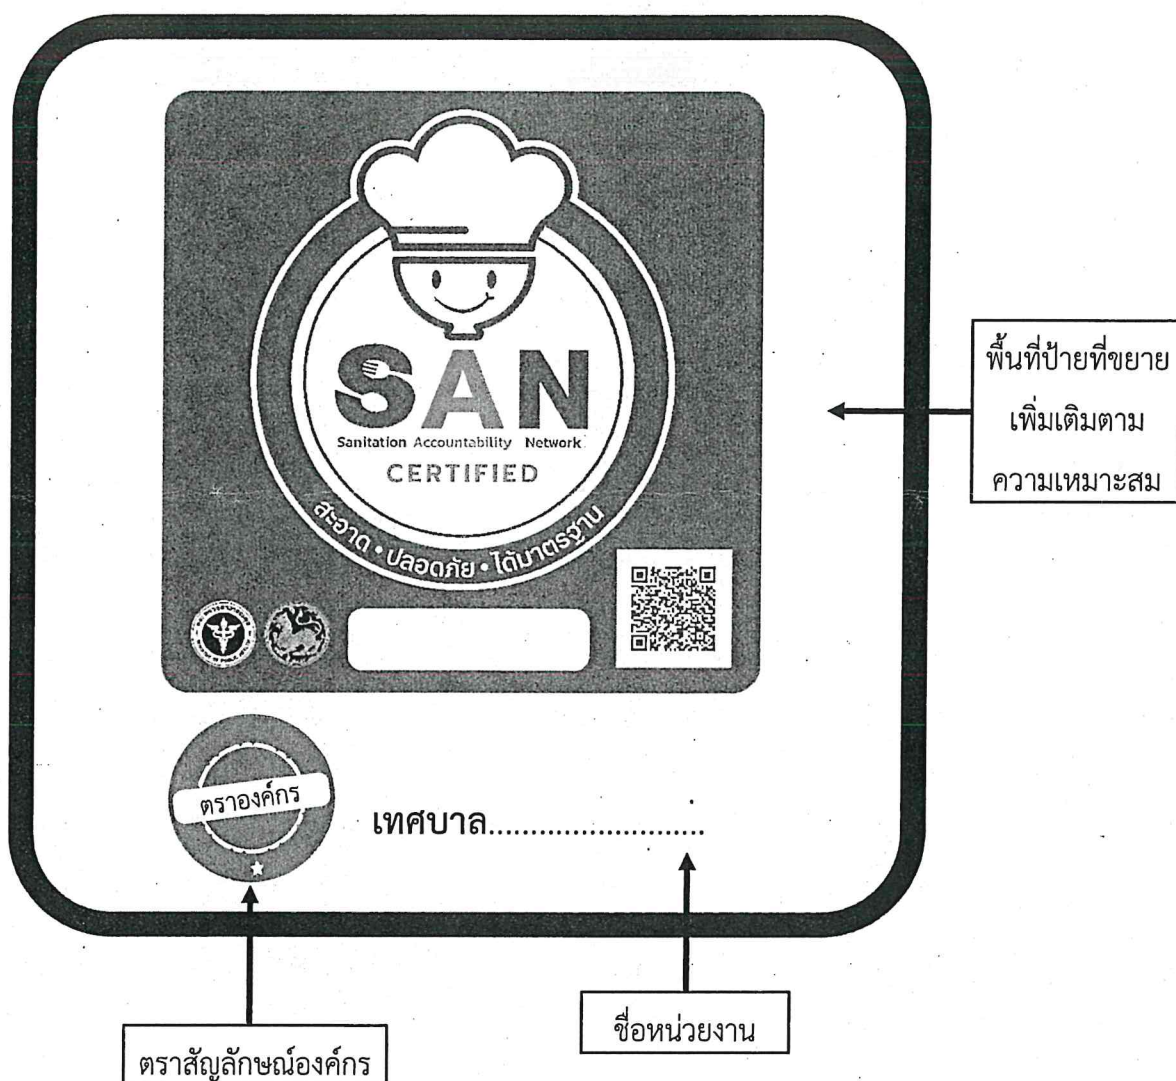 SAN
Sanitation Accountability Network
CERTIFIED
สะอาด • ปลอดภัย • ได้มาตรฐาน
พื้นที่ป้ายที่ขยาย
เพิ่มเติมตาม
ความเหมาะสม
ตราองค์กร
เทศบาล..........................
ตราสัญลักษณ์องค์กร
ชื่อหน่วยงาน